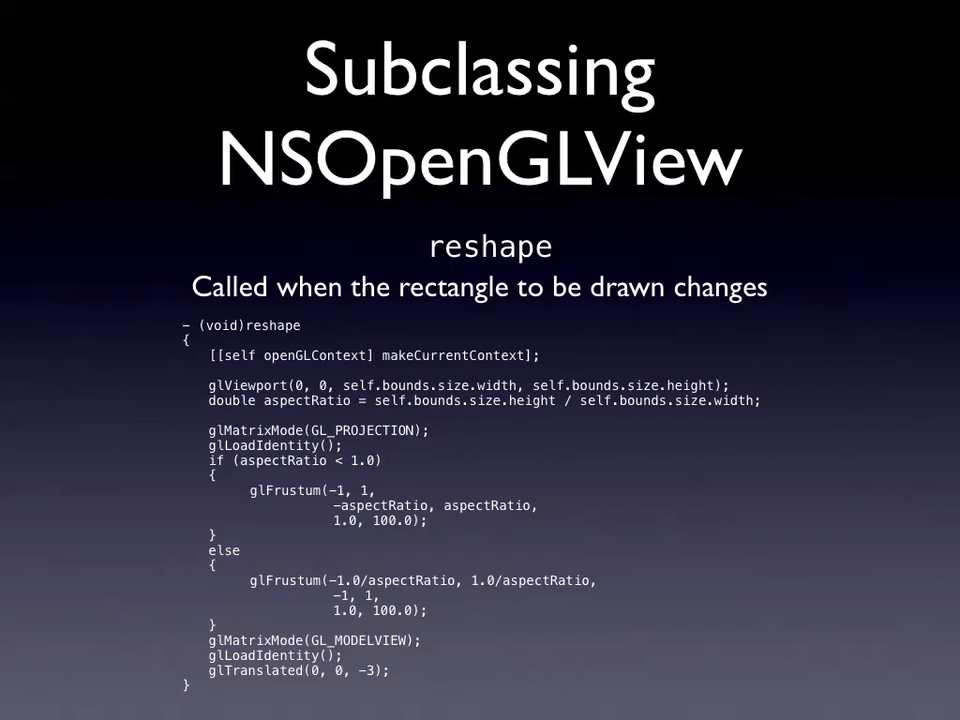 Subclassing
NSOpenGLView
reshape
Called when the rectangle to be drawn changes
- (void)reshape
{
[[self openGLContext] makeCurrentContext];
glViewport(0, 0, self.bounds.size.width, self.bounds.size.height);
double aspectRatio = self.bounds.size.height / self.bounds.size.width;
glMatrixMode(GL_PROJECTION);
glLoadIdentity();
if (aspectRatio < 1.0)
{
glFrustum(-1, 1,
-aspectRatio, aspectRatio,
1.0, 100.0);
}
else
{
glFrustum(-1.0/aspectRatio, 1.0/aspectRatio,
-1, 1,
1.0, 100.0);
}
glMatrixMode(GL_MODELVIEW);
glLoadIdentity();
glTranslated(0, 0, -3);
}